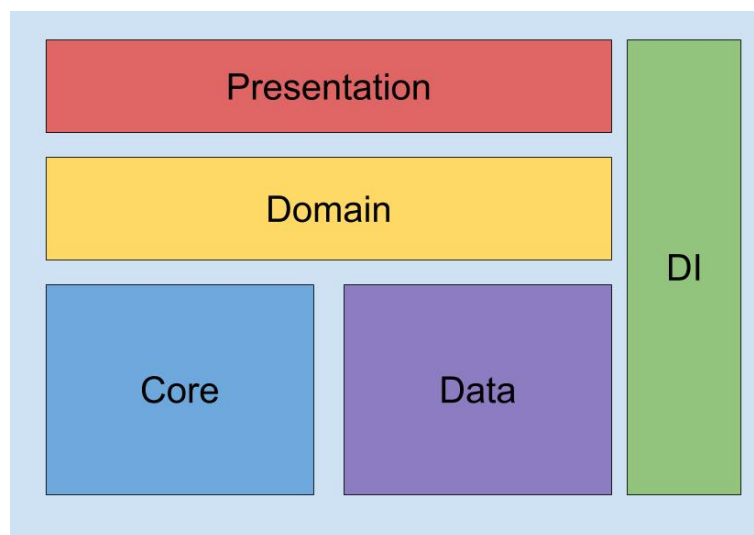 Presentation
Domain
DI
Core
Data